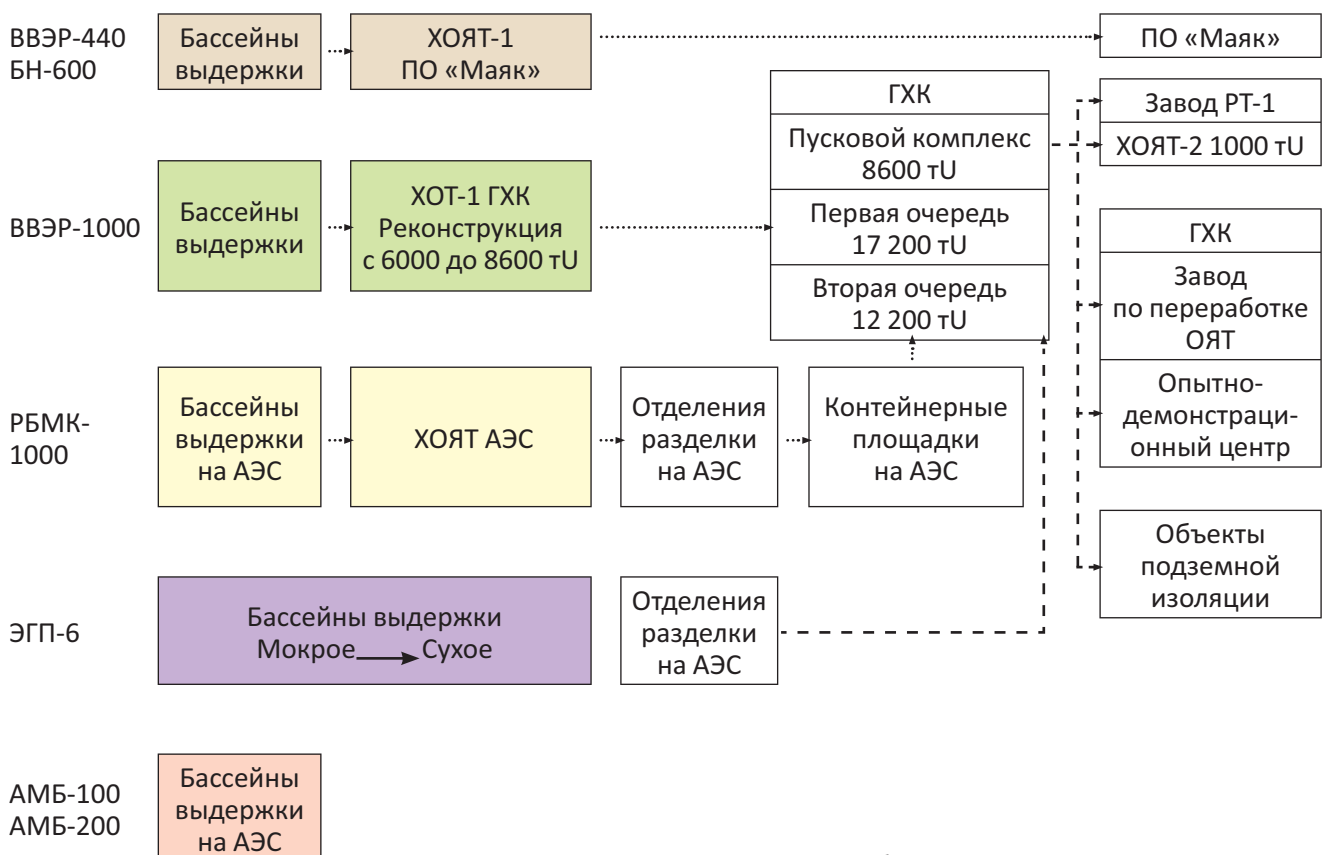 ВВЭР-440
БН-600
Бассейны
выдержки
ХОЯТ-1
ПО «Маяк»
ПО «Маяк»
ГХК
Пусковой комплекс
8600 тU
Первая очередь
17 200 тU
Вторая очередь
12 200 тU
Завод РТ-1
ХОЯТ-2 1000 тU
ВВЭР-1000
Бассейны
выдержки
ХОТ-1 ГХК
Реконструкция
с 6000 до 8600 тU
ГХК
Завод
по переработке
ОЯТ
Опытно-
демонстраци-
онный центр
РБМК-
1000
Бассейны
выдержки
на АЭС
ХОЯТ АЭС
Отделения
разделки
на АЭС
Контейнерные
площадки
на АЭС
Объекты
подземной
изоляции
ЭГП-6
Бассейны выдержки
Мокрое Сухое
Отделения
разделки
на АЭС
АМБ-100
АМБ-200
Бассейны
выдержки
на АЭС